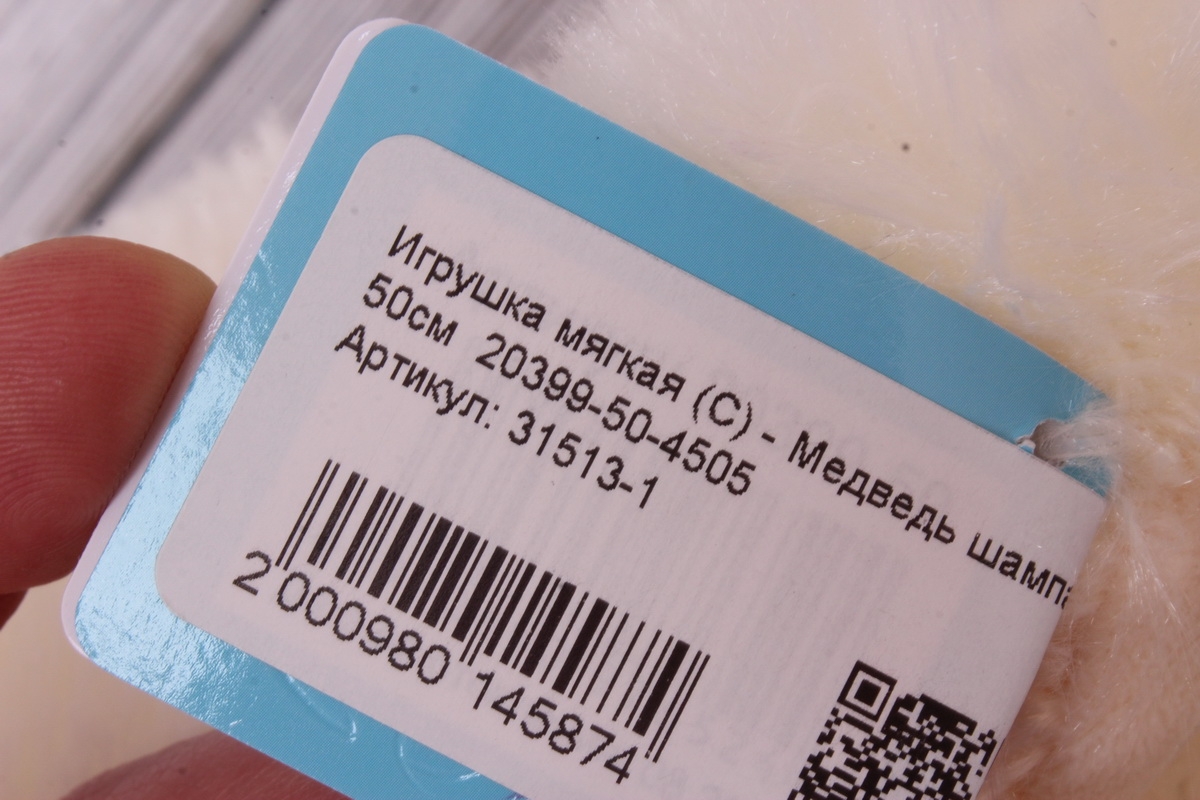 Игрушка мягкая (С) - Медведь шампа
50см 20399-50-4505
Артикул: 31513-1
2 000980 145874